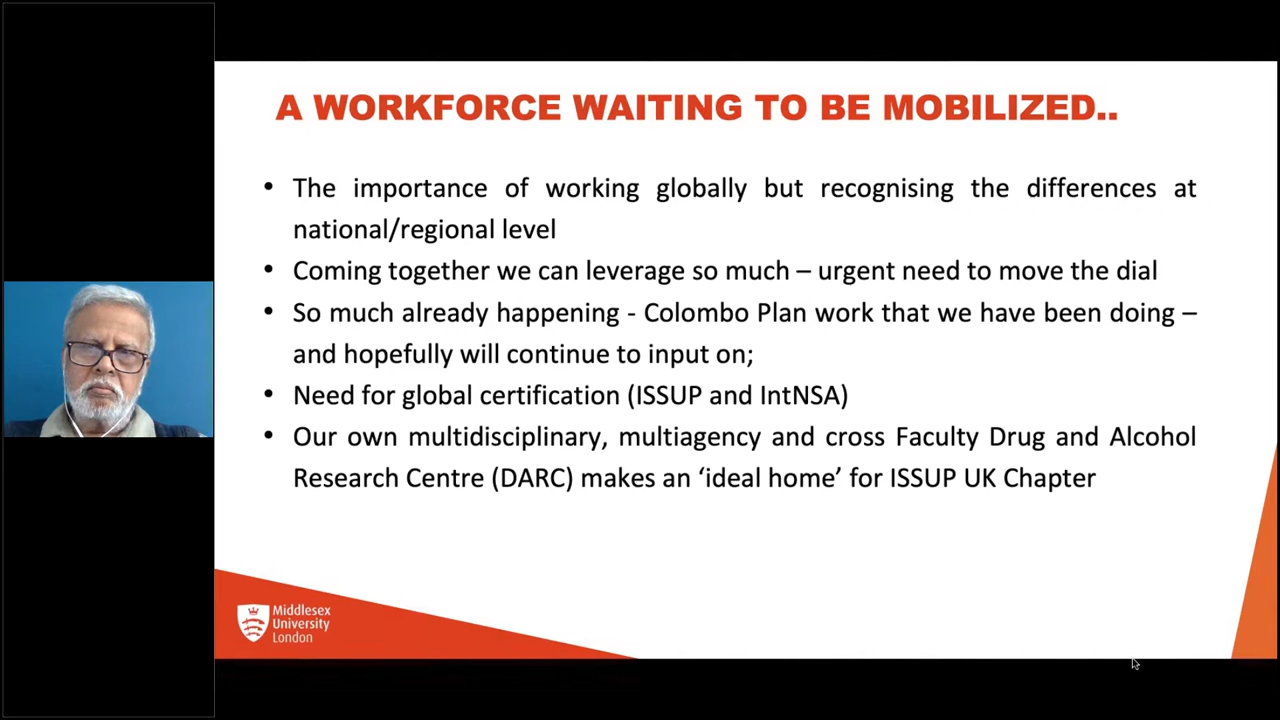 A WORKFORCE WAITING TO BE MOBILIZED..
• The importance of working globally but recognising the differences at
national/regional level
• Coming together we can leverage so much – urgent need to move the dial
• So much already happening - Colombo Plan work that we have been doing –
and hopefully will continue to input on;
• Need for global certification (ISSUP and IntNSA)
• Our own multidisciplinary, multiagency and cross Faculty Drug and Alcohol
Research Centre (DARC) makes an ‘ideal home’ for ISSUP UK Chapter
Middlesex
University
London